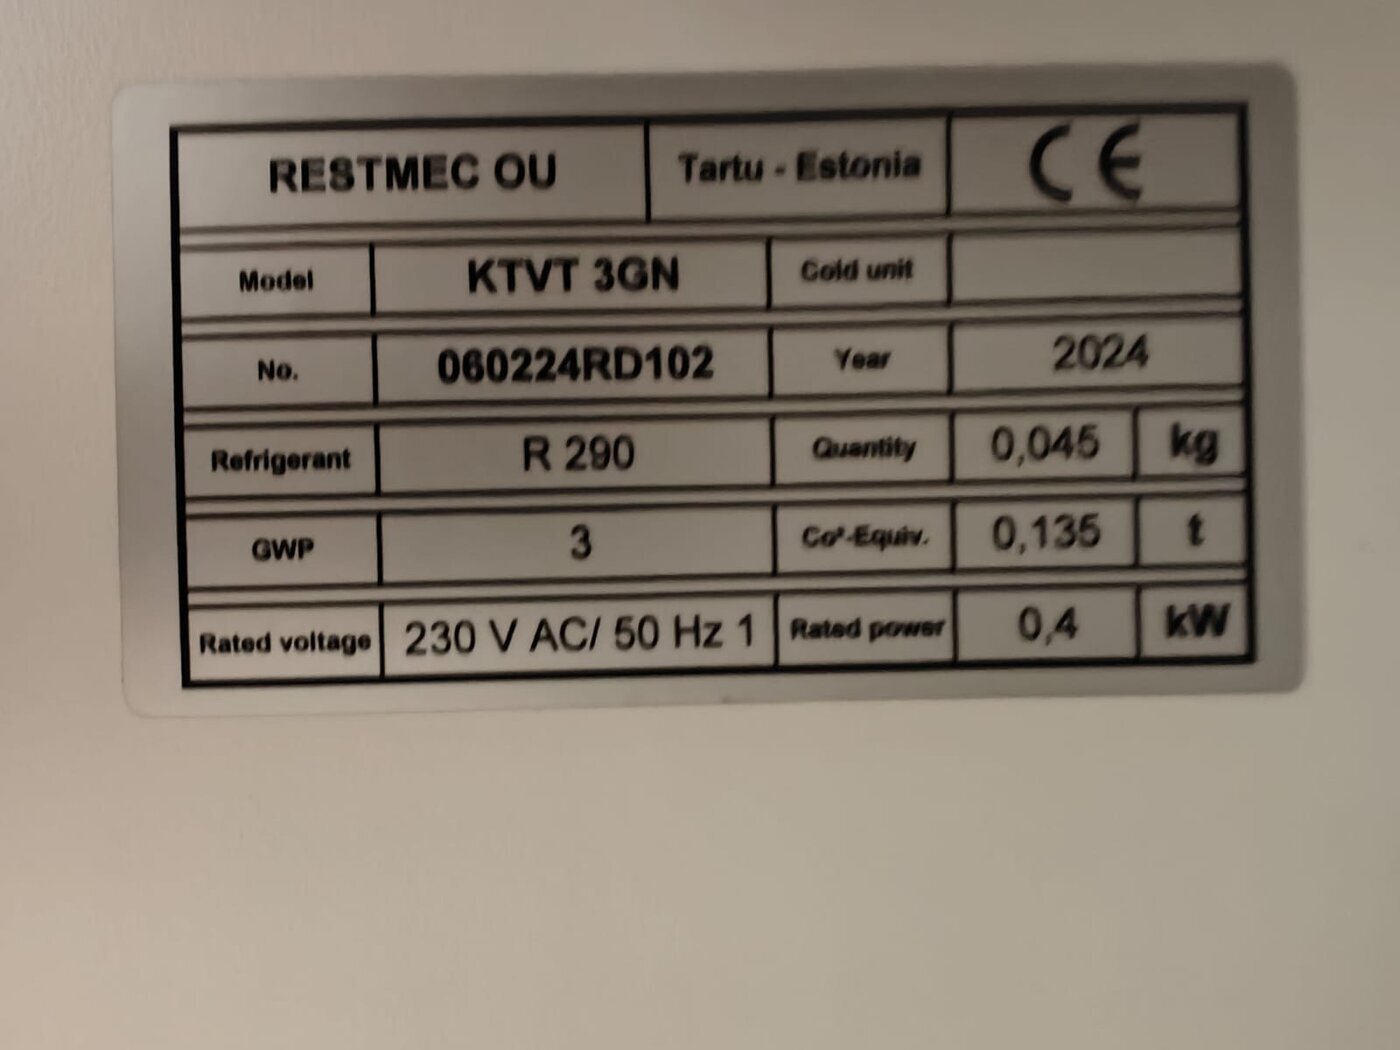 RESTMEC OU Tartu - Estonia CE
Model KTVT 3GN Cold unit
No. 060224RD102 Year 2024
Refrigerant R 290 Quantity 0,045 kg
GWP 3 Co²-Equiv. 0,135 t
Rated voltage 230 V AC/ 50 Hz 1 Rated power 0,4 kW